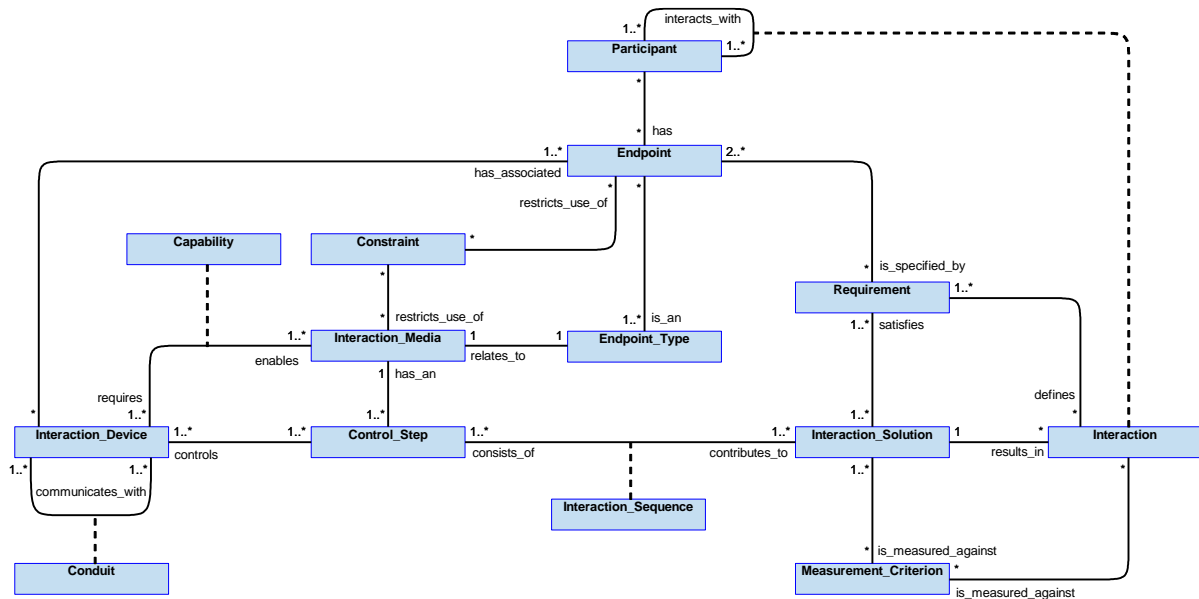 interacts_with
1..*
Participant
1..*
*
* has
1..*
Endpoint
2..*
has_associated
*
*
restricts_use_of
Capability
Constraint
*
*
* is_specified_by
Requirement
1..*
* restricts_use_of
1..* is_an
1..* satisfies
1..*
Interaction_Media
1
1
Endpoint_Type
enables
relates_to
1 has_an
requires
defines
*
1..*
1..*
1..*
*
Interaction_Device
1..*
1..*
Control_Step
1..*
1..*
Interaction_Solution
1
*
Interaction
controls
consists_of
contributes_to
results_in
1..*
1..*
1..*
*
communicates_with
Interaction_Sequence
* is_measured_against
Conduit
Measurement_Criterion
*
is_measured_against